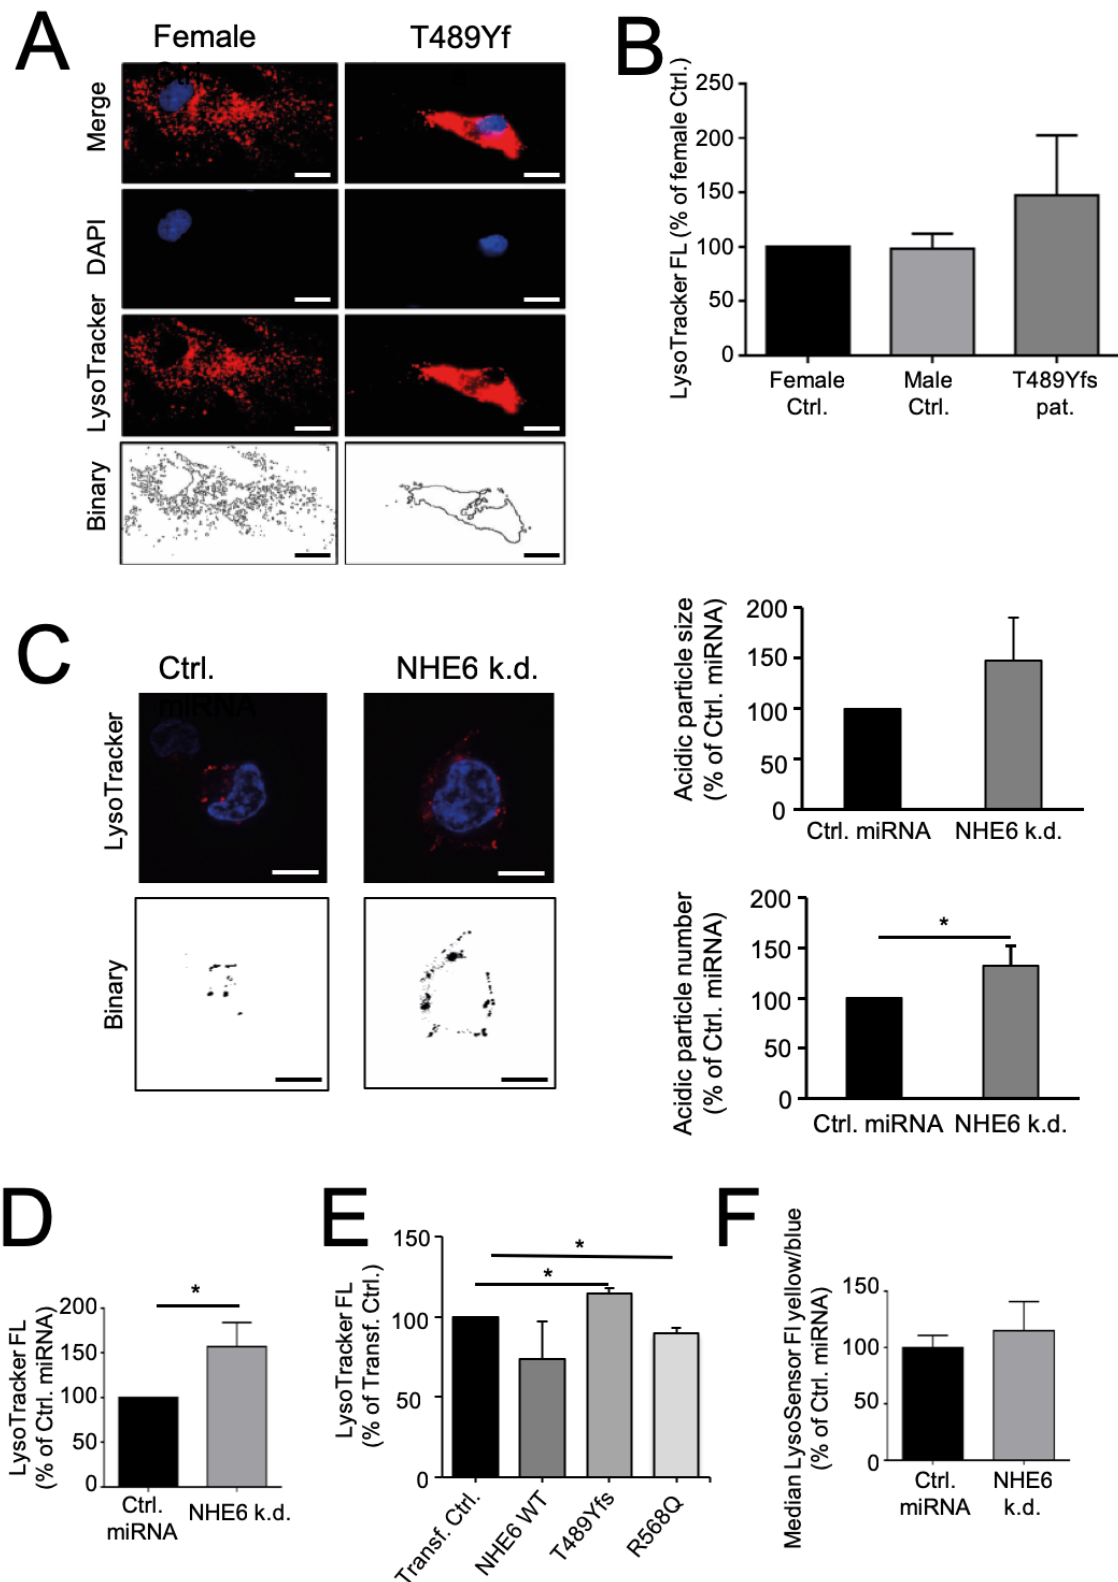 A
Female
Ctrl.
T489Yf
Merge
DAPI
LysoTracker
Binary
B
LysoTracker FL (% of female Ctrl.)
250
200
150
100
50
0
Female
Ctrl.
Male
Ctrl.
T489Yfs
pat.
C
Ctrl.
miRNA
NHE6 k.d.
LysoTracker
Binary
Acidic particle size
(% of Ctrl. miRNA)
200
150
100
50
0
Ctrl. miRNA
NHE6 k.d.
Acidic particle number
(% of Ctrl. miRNA)
200
150
100
50
0
*
Ctrl. miRNA
NHE6 k.d.
D
LysoTracker FL
(% of Ctrl. miRNA)
200
150
100
50
0
*
Ctrl.
miRNA
NHE6 k.d.
E
LysoTracker FL
(% of Transf. Ctrl.)
150
100
50
0
*
*
Transf. Ctrl.
NHE6 WT
T489Yfs
R568Q
F
Median LysoSensor Fl yellow/blue
(% of Ctrl. miRNA)
150
100
50
0
Ctrl.
miRNA
NHE6
k.d.